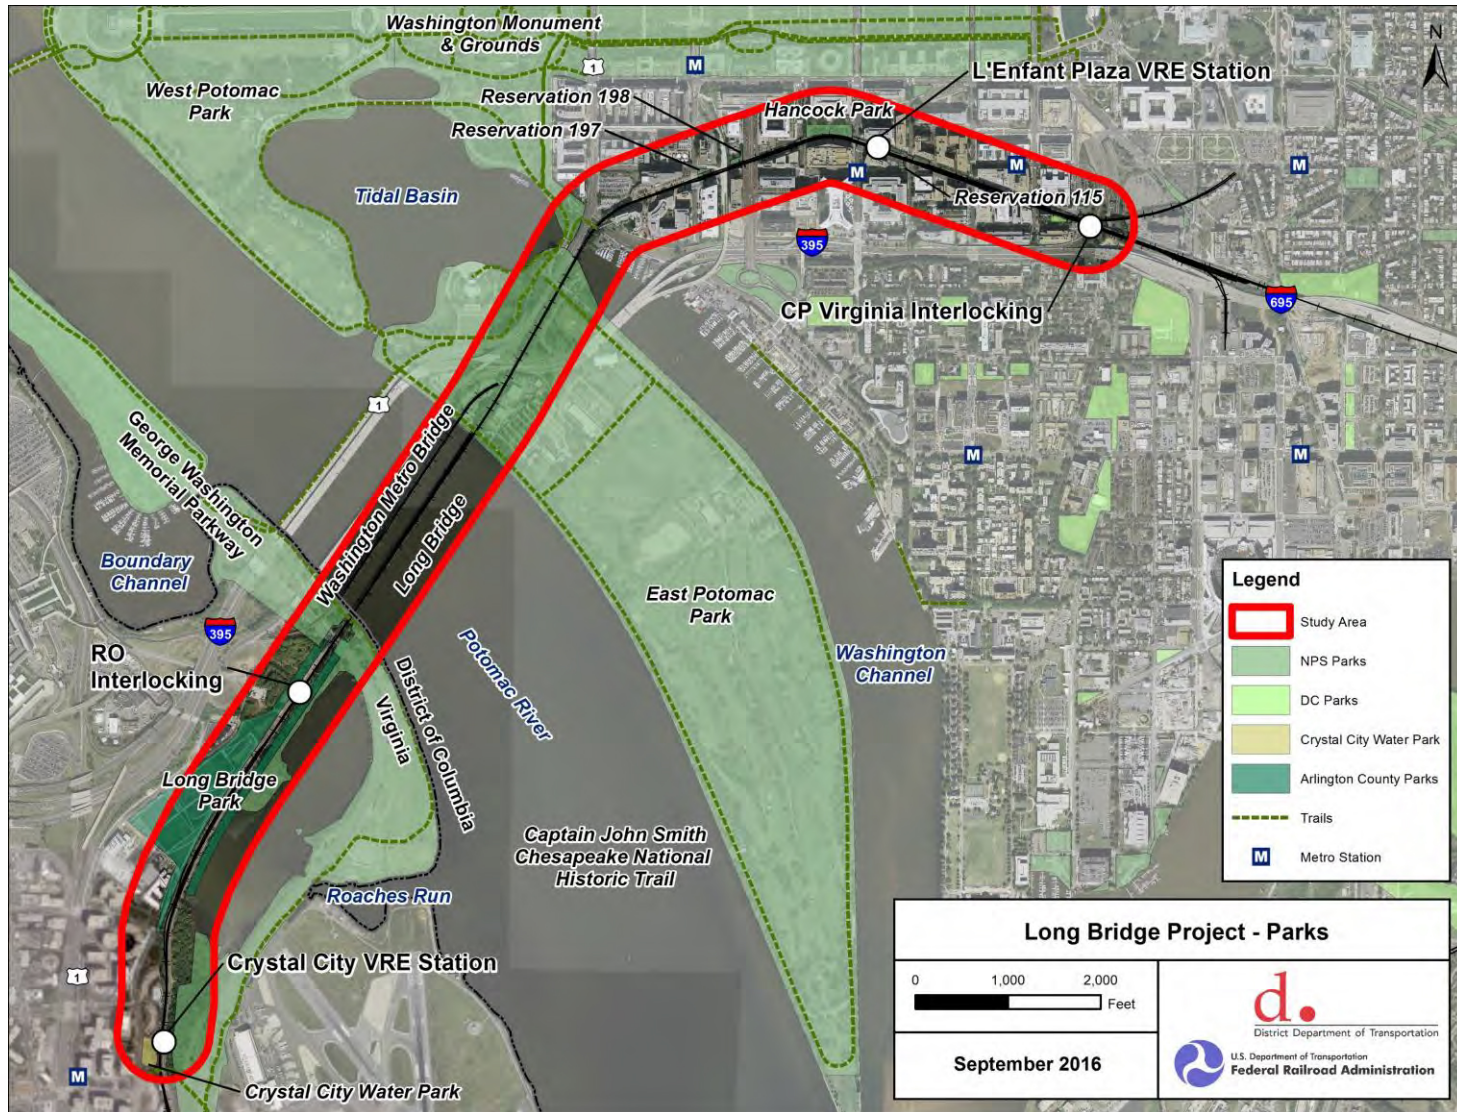 Washington Monument
& Grounds
N
1
M
L'Enfant Plaza VRE Station
West Potomac
Park
Reservation 198
Hancock Park
Reservation 197
M
M
M
Tidal Basin
Reservation 115
395
CP Virginia Interlocking
695
1
George Washington
Memorial Parkway
Washington Metro Bridge
Long Bridge
M
M
Boundary
Channel
395
RO
Interlocking
East Potomac
Park
Washington
Channel
Potomac River
District of Columbia
Virginia
Long Bridge
Park
Captain John Smith
Chesapeake National
Historic Trail
Roaches Run
1
Crystal City VRE Station
M
Crystal City Water Park
Legend
Study Area
NPS Parks
DC Parks
Crystal City Water Park
Arlington County Parks
Trails
M Metro Station
Long Bridge Project - Parks
0 1,000 2,000
Feet
September 2016
d.
District Department of Transportation
U.S. Department of Transportation
Federal Railroad Administration